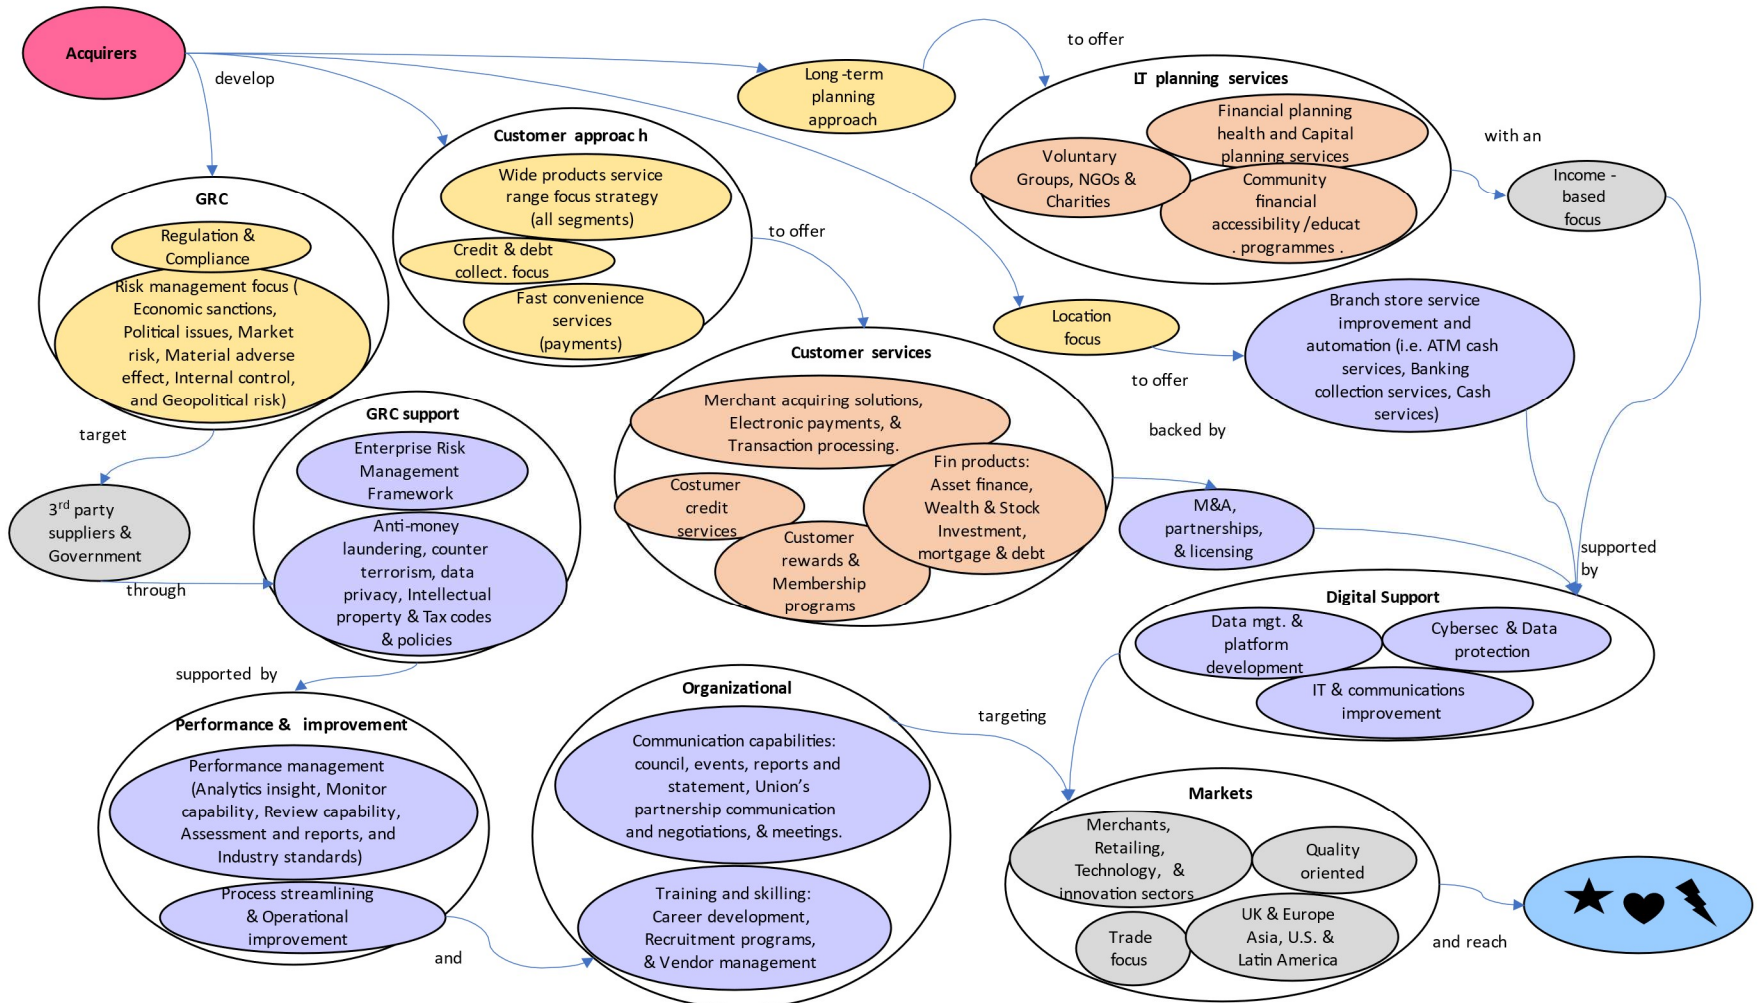 Acquirers
develop
Long-term
planning
approach
to offer
LT planning services
Financial planning
health and Capital
planning services
Voluntary
Groups, NGOs &
Charities
Community
financial
accessibility/educat
. programmes .
with an
Income-
based
focus
GRC
Regulation &
Compliance
Risk management focus (
Economic sanctions,
Political issues, Market
risk, Material adverse
effect, Internal control,
and Geopolitical risk)
Customer approach
Wide products service
range focus strategy
(all segments)
Credit & debt
collect. focus
Fast convenience
services
(payments)
to offer
Location
focus
to offer
Branch store service
improvement and
automation (i.e. ATM cash
services, Banking
collection services, Cash
services)
target
3rd party
suppliers &
Government
through
GRC support
Enterprise Risk
Management
Framework
Anti-money
laundering, counter
terrorism, data
privacy, Intellectual
property & Tax codes
& policies
Customer services
Merchant acquiring solutions,
Electronic payments, &
Transaction processing.
Costumer
credit
services
Fin products:
Asset finance,
Wealth & Stock
Investment,
mortgage & debt
Customer
rewards &
Membership
programs
backed by
M&A,
partnerships,
& licensing
supported
by
Digital Support
Data mgt. &
platform
development
Cybersec & Data
protection
IT & communications
improvement
supported by
Performance & improvement
Performance management
(Analytics insight, Monitor
capability, Review capability,
Assessment and reports, and
Industry standards)
Process streamlining
& Operational
improvement
and
Organizational
Communication capabilities:
council, events, reports and
statement, Union's
partnership communication
and negotiations, & meetings.
Training and skilling:
Career development,
Recruitment programs,
& Vendor management
targeting
Markets
Merchants,
Retailing,
Technology, &
innovation sectors
Quality
oriented
Trade
focus
UK & Europe
Asia, U.S. &
Latin America
and reach